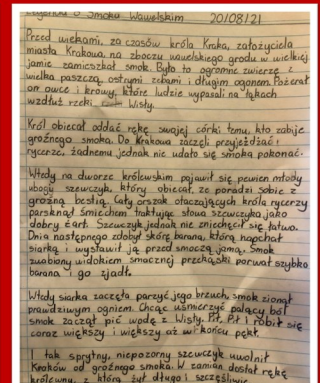 Legenda o Smoku Wawelskim 20/08/21
Przed wiekami, za czasów króla Kraka, założyciela
miasta Krakowa, na zboczu wawelskiego grodu w wielkiej
jamie zamieszkał smok. Było to ogromne zwierzę z
wielką paszczą, ostrymi zębami i długim ogonem. Pożerał
on owce i krowy, które ludzie wypasali na łąkach
wzdłuż rzeki Wisły.
Król obiecał oddać rękę swojej córki temu, kto zabije
groźnego smoka. Do Krakowa zaczęli przyjeżdżać
rycerze, żadnemu jednak nie udało się smoka pokonać.
Wtedy na dworze królewskim pojawił się pewien młody
ubogi szewczyk, który obiecał, że poradzi sobie z
groźną bestią. Cały orszak otaczających króla rycerzy
parsknął śmiechem traktując słowa szewczyka jako
dobry żart. Szewczyk jednak nie zniechęcił się łatwo.
Dnia następnego zdobył skórę barana, którą napchał
siarką i wystawił ją przed smoczą jamą. Smok
zwabiony widokiem smacznej przekąski porwał szybko
barana i go zjadł.
Wtedy siarka zaczęła parzyć jego brzuch, smok zionął
prawdziwym ogniem. Chcąc uśmierzyć palący ból
smok zaczął pić wodę z Wisły. Pił, Pił i robił się
coraz większy i większy aż w końcu pękł.
I tak sprytny, niepozorny szewczyk uwolnił
Kraków od groźnego smoka. W zamian dostał rękę
królewny, z którą żył długo i szczęśliwie